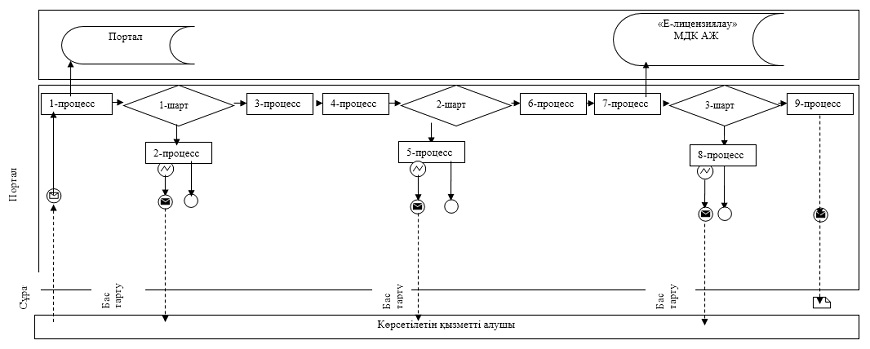 Портал
«Е-лицензиялау»
МДҚ АЖ
1-процесс
1-шарт
3-процесс
4-процесс
2-шарт
6-процесс
7-процесс
3-шарт
9-процесс
2-процесс
5-процесс
8-процесс
Портал
Сұра
Бас
тарту
Бас
тарту
Бас
тарту
Көрсетілетін қызметті алушы